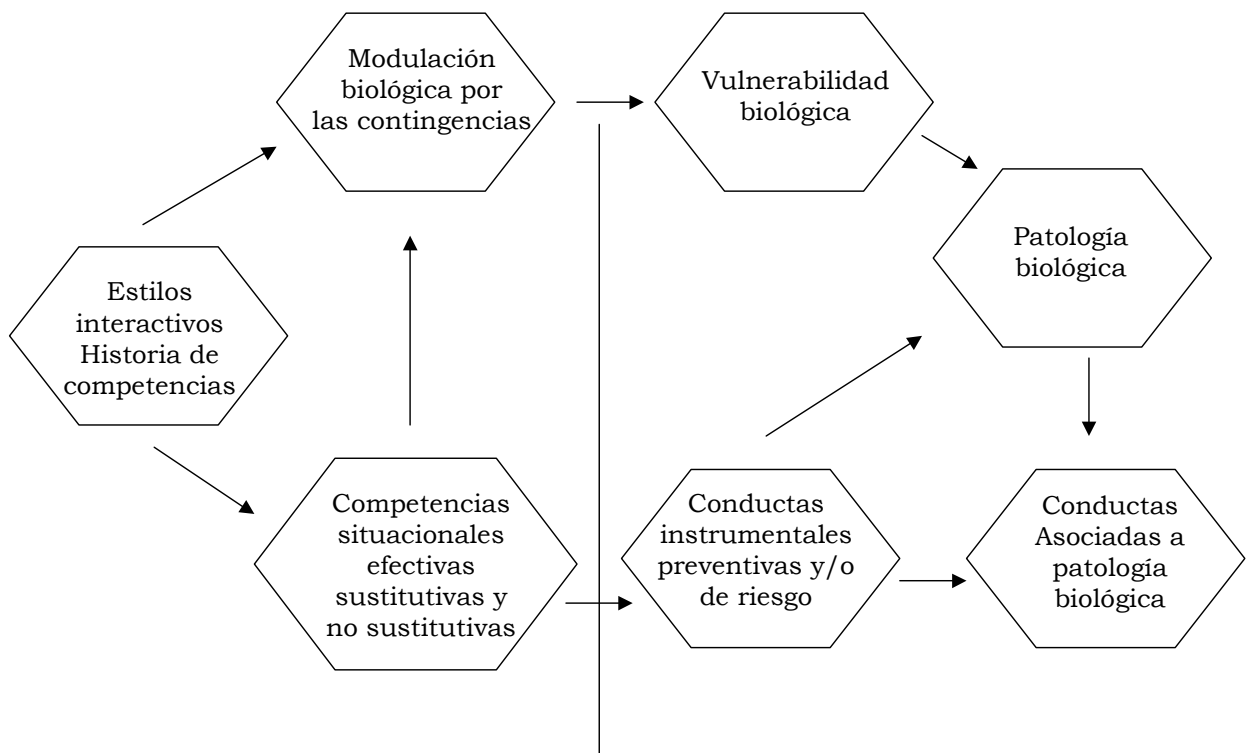 Modulación
biológica por
las contingencias
Vulnerabilidad
biológica
Patología
biológica
Estilos
interactivos
Historia de
competencias
Competencias
situacionales
efectivas
sustitutivas y
no sustitutivas
Conductas
instrumentales
preventivas y/o
de riesgo
Conductas
Asociadas a
patología
biológica